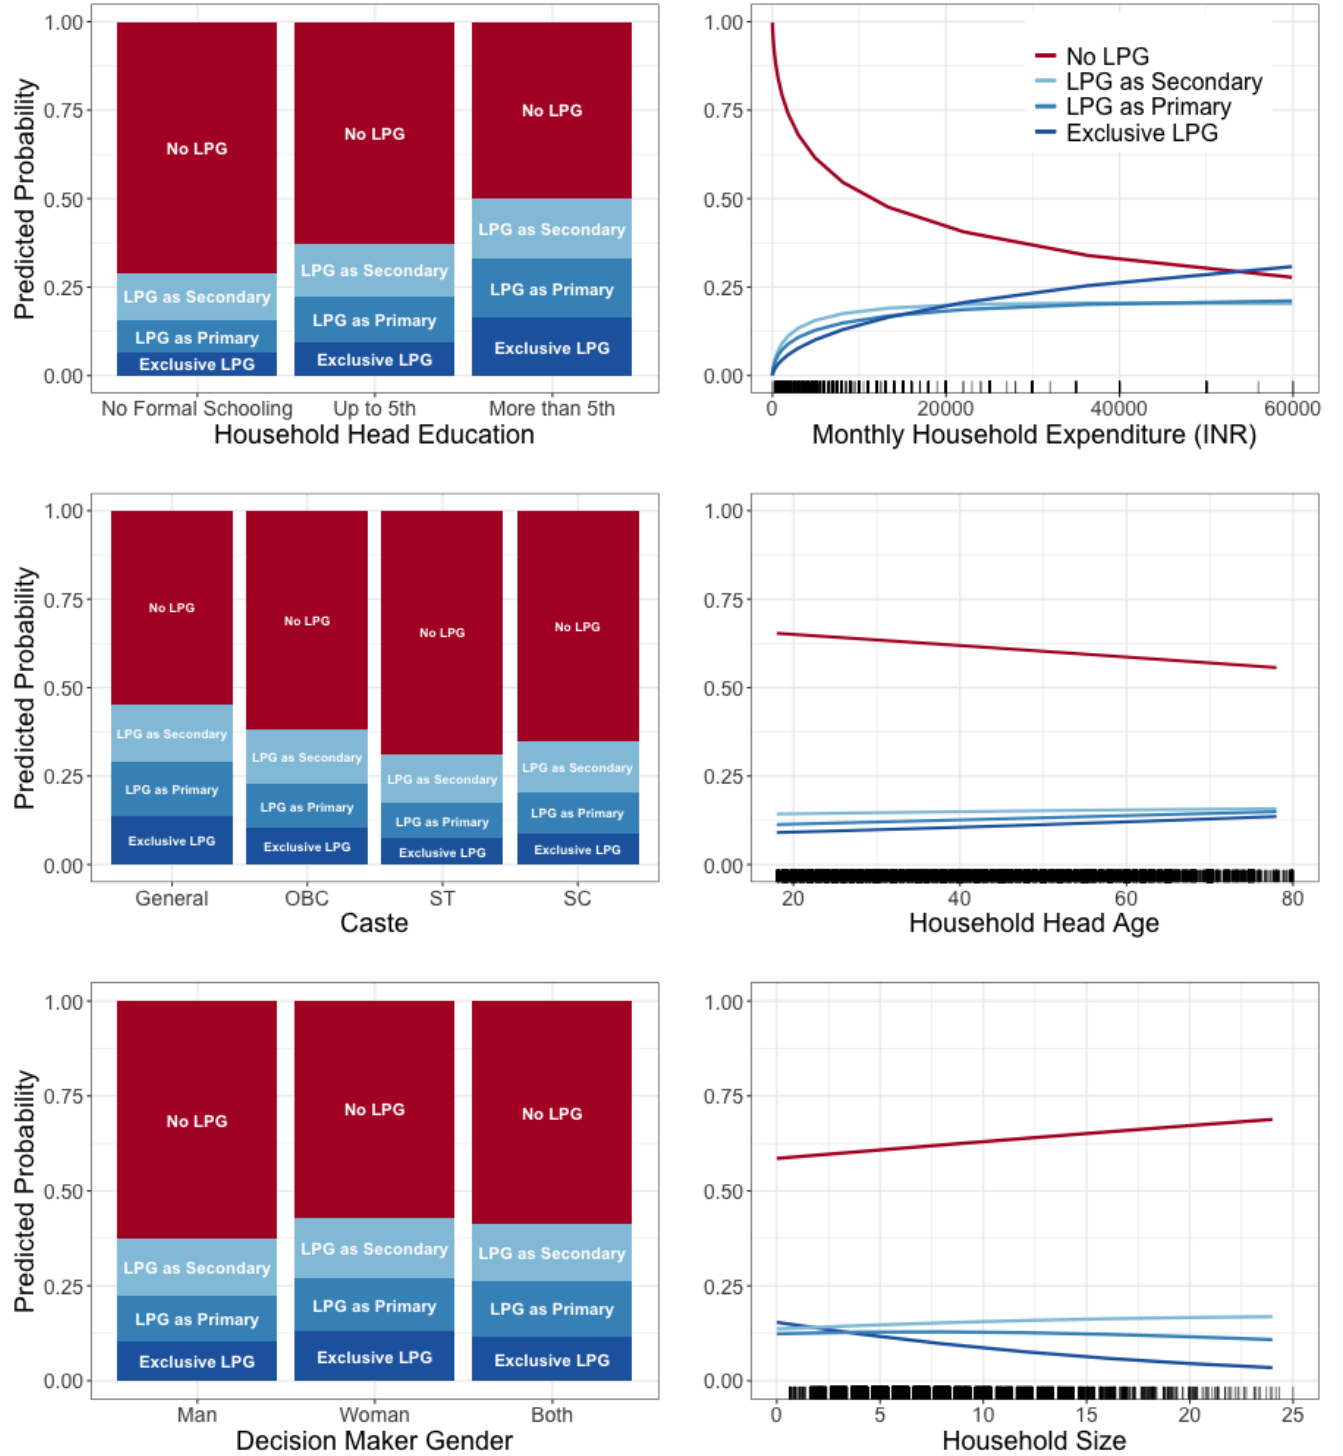 Predicted Probability
1.00
0.75
0.50
0.25
0.00
No LPG
LPG as Secondary
LPG as Primary
Exclusive LPG
No LPG
LPG as Secondary
LPG as Primary
Exclusive LPG
No LPG
LPG as Secondary
LPG as Primary
Exclusive LPG
No Formal Schooling Up to 5th More than 5th
Household Head Education
1.00
0.75
0.50
0.25
0.00
No LPG
LPG as Secondary
LPG as Primary
Exclusive LPG
0 20000 40000 60000
Monthly Household Expenditure (INR)
Predicted Probability
1.00
0.75
0.50
0.25
0.00
No LPG
LPG as Secondary
LPG as Primary
Exclusive LPG
No LPG
LPG as Secondary
LPG as Primary
Exclusive LPG
No LPG
LPG as Secondary
LPG as Primary
Exclusive LPG
No LPG
LPG as Secondary
LPG as Primary
Exclusive LPG
General OBC ST SC
Caste
1.00
0.75
0.50
0.25
0.00
20 40 60 80
Household Head Age
Predicted Probability
1.00
0.75
0.50
0.25
0.00
No LPG
LPG as Secondary
LPG as Primary
Exclusive LPG
No LPG
LPG as Secondary
LPG as Primary
Exclusive LPG
No LPG
LPG as Secondary
LPG as Primary
Exclusive LPG
Man Woman Both
Decision Maker Gender
1.00
0.75
0.50
0.25
0.00
0 5 10 15 20 25
Household Size